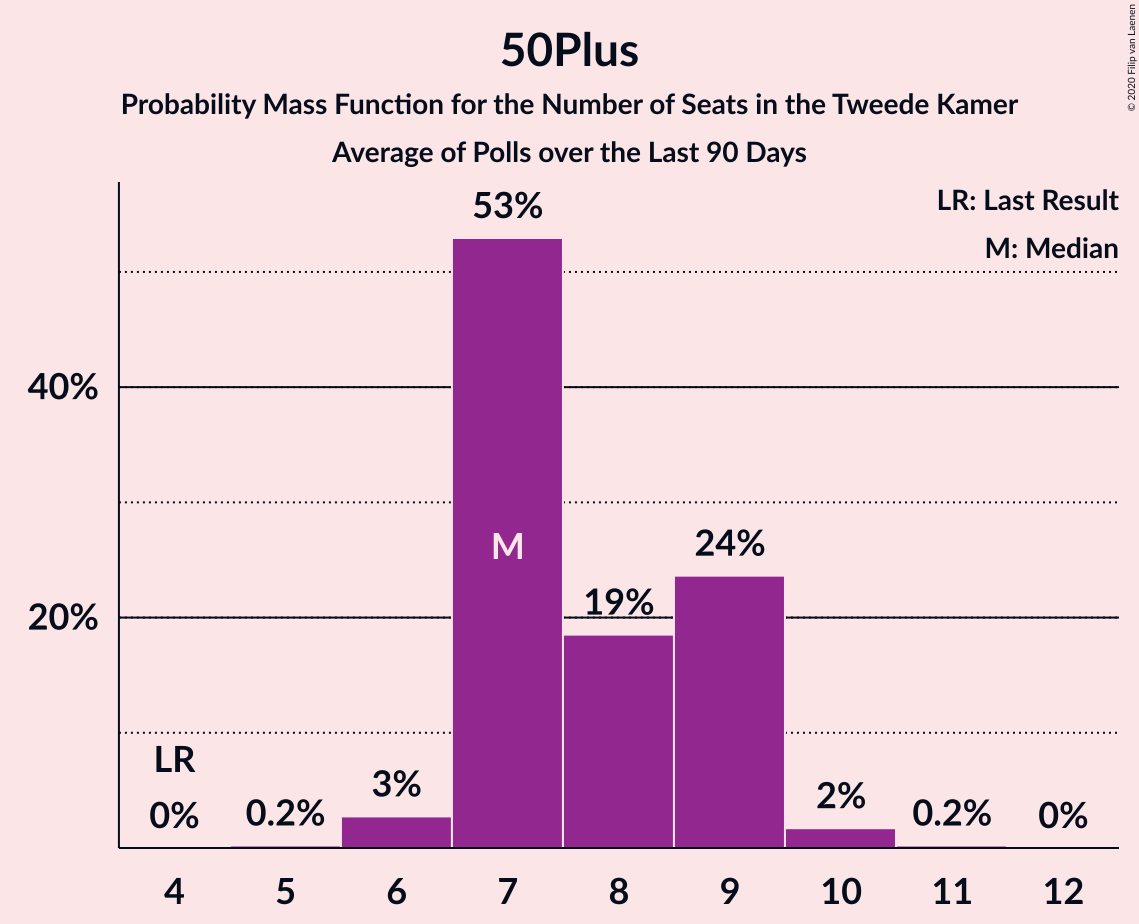 50Plus
Probability Mass Function for the Number of Seats in the Tweede Kamer
Average of Polls over the Last 90 Days
© 2020 Filip van Laenen
LR: Last Result
M: Median
53%
40%
M
24%
19%
20%
LR
3%
2%
0%
0.2%
0.2%
0%
4 5 6 7 8 9 10 11 12